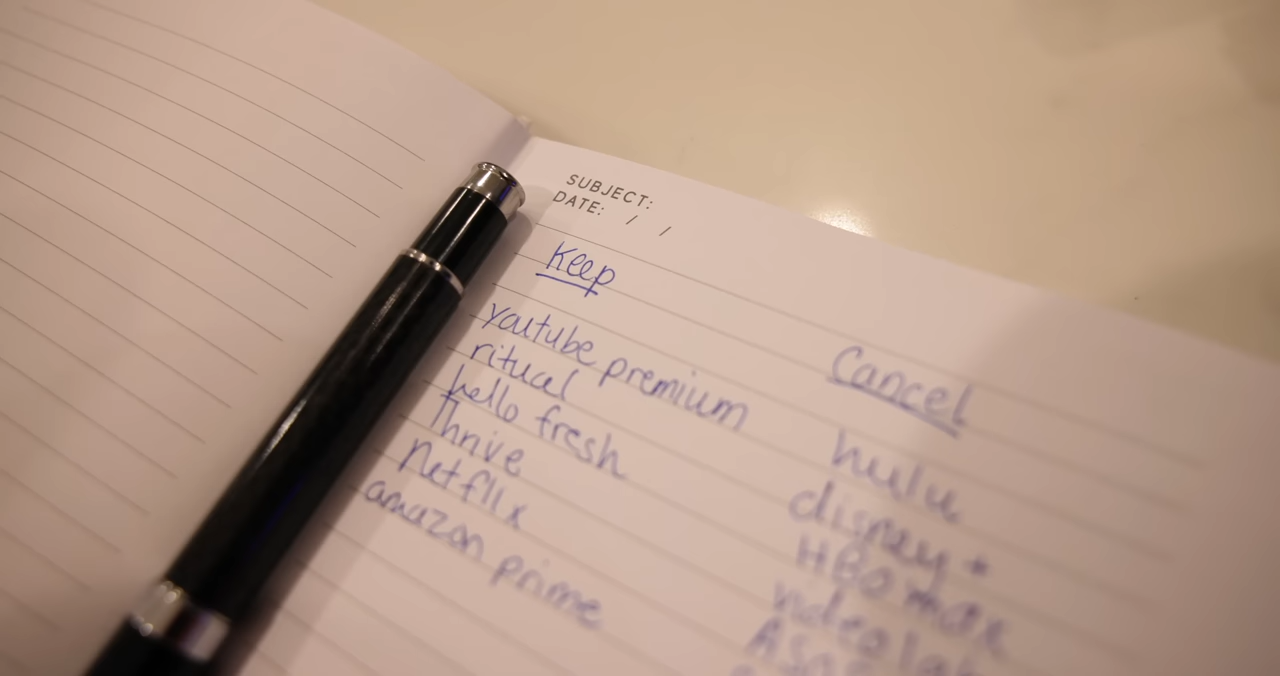 SUBJECT:
DATE: / /
Keep
youtube premium
ritual
hello fresh
Thrive
Netflix
amazon prime
Cancel
hulu
disney +
HBO max